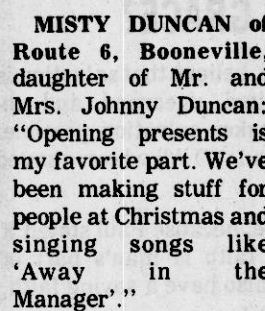 MISTY DUNCAN of
Route 6, Booneville,
daughter of Mr. and
Mrs. Johnny Duncan:
“Opening presents is
my favorite part. We’ve
been making stuff for
people at Christmas and
singing songs like
‘Away in the
Manager’.”